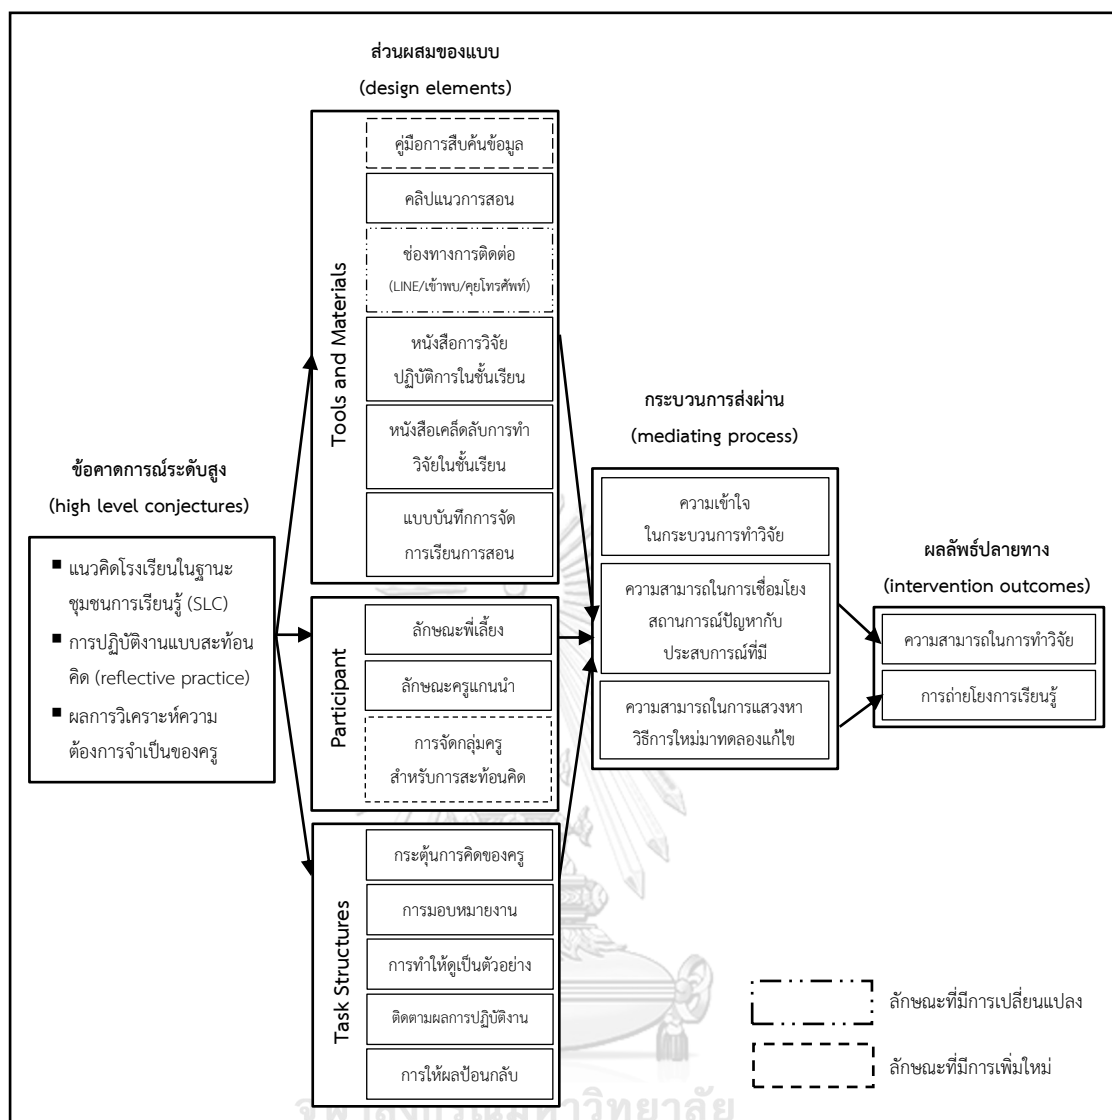 ส่วนผสมของแบบ
(design elements)
Tools and Materials
คู่มือการสืบค้นข้อมูล
คลิปแนวการสอน
ช่องทางการติดต่อ
(LINE/เข้าพบ/คุยโทรศัพท์)
หนังสือการวิจัย
ปฏิบัติการในชั้นเรียน
หนังสือเคล็ดลับการทำ
วิจัยในชั้นเรียน
แบบบันทึกการจัด
การเรียนการสอน
ข้อคาดการณ์ระดับสูง
(high level conjectures)
▪ แนวคิดโรงเรียนในฐานะ
ชุมชนการเรียนรู้ (SLC)
▪ การปฏิบัติงานแบบสะท้อน
คิด (reflective practice)
▪ ผลการวิเคราะห์ความ
ต้องการจำเป็นของครู
Participant
ลักษณะพี่เลี้ยง
ลักษณะครูแกนนำ
การจัดกลุ่มครู
สำหรับการสะท้อนคิด
Task Structures
กระตุ้นการคิดของครู
การมอบหมายงาน
การทำให้ดูเป็นตัวอย่าง
ติดตามผลการปฏิบัติงาน
การให้ผลป้อนกลับ
กระบวนการส่งผ่าน
(mediating process)
ความเข้าใจ
ในกระบวนการทำวิจัย
ความสามารถในการเชื่อมโยง
สถานการณ์ปัญหากับ
ประสบการณ์ที่มี
ความสามารถในการแสวงหา
วิธีการใหม่มาทดลองแก้ไข
ผลลัพธ์ปลายทาง
(intervention outcomes)
ความสามารถในการทำวิจัย
การถ่ายโยงการเรียนรู้
ลักษณะที่มีการเปลี่ยนแปลง
ลักษณะที่มีการเพิ่มใหม่
จุฬาลงกรณ์มหาวิทยาลัย